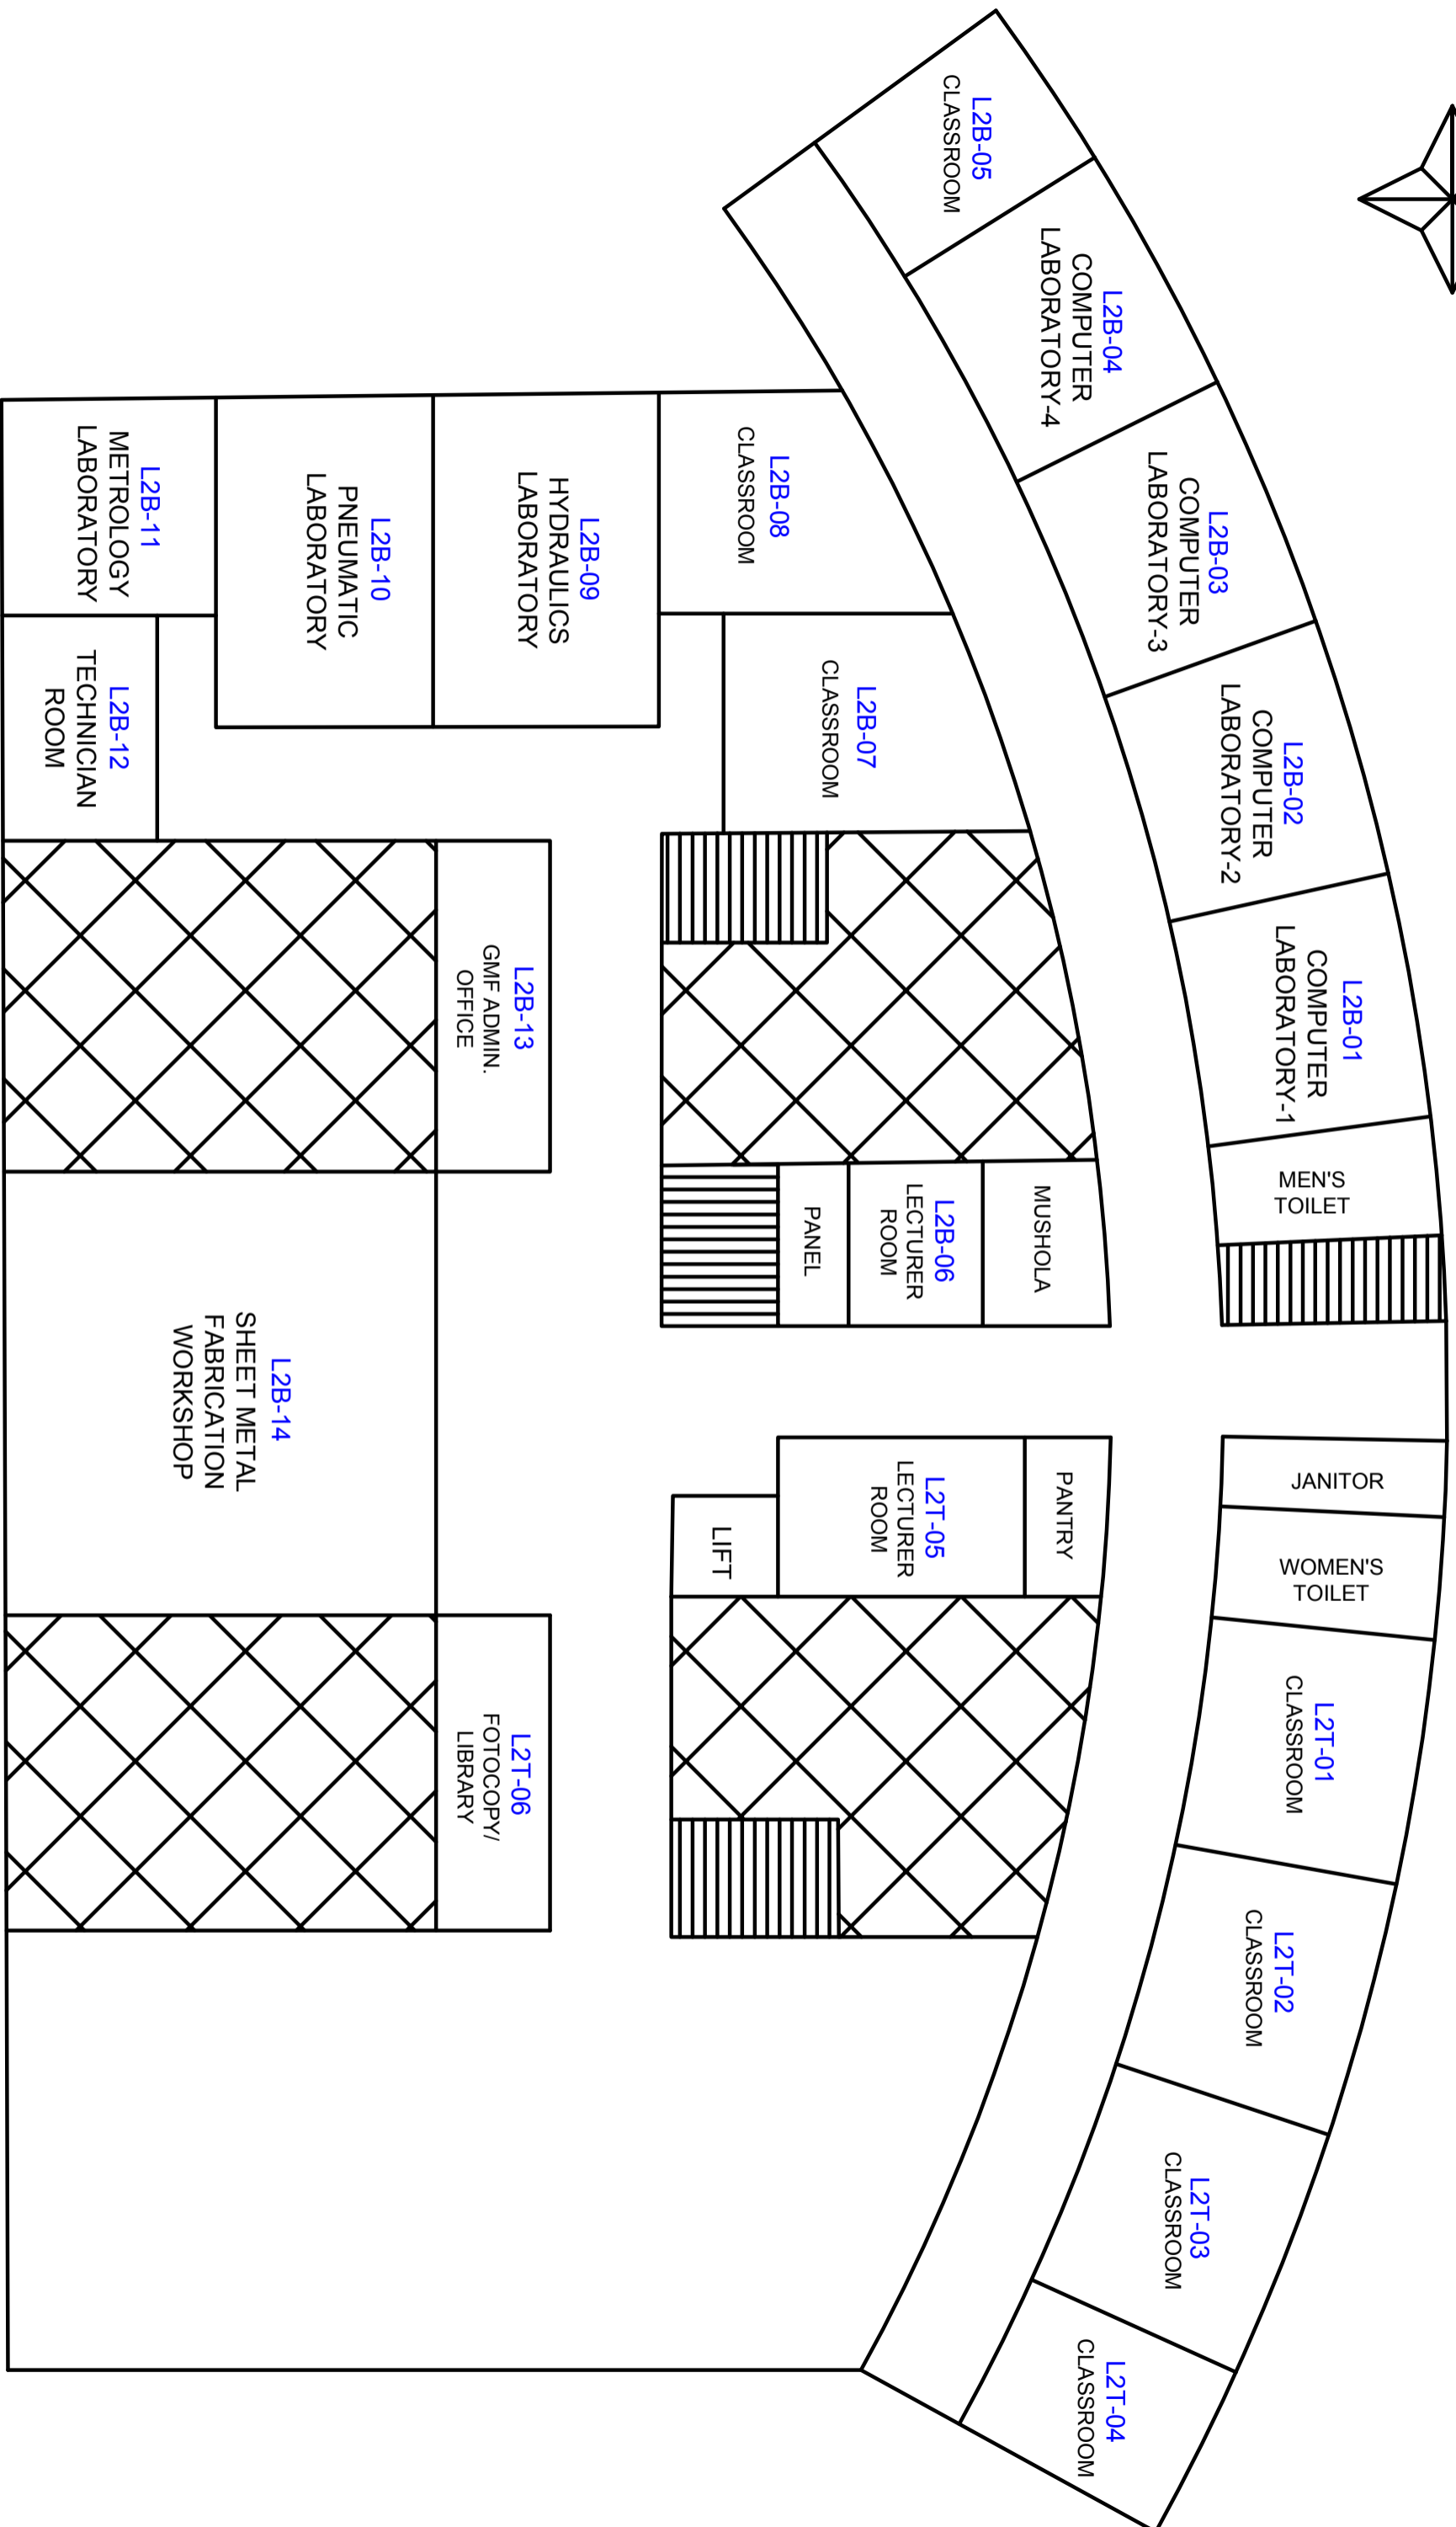 L2B-05
CLASSROOM
L2B-04
COMPUTER
LABORATORY-4
L2B-03
COMPUTER
LABORATORY-3
L2B-02
COMPUTER
LABORATORY-2
L2B-01
COMPUTER
LABORATORY-1
MEN'S
TOILET
JANITOR
WOMEN'S
TOILET
L2T-01
CLASSROOM
L2T-02
CLASSROOM
L2T-03
CLASSROOM
L2T-04
CLASSROOM
L2B-08
CLASSROOM
L2B-07
CLASSROOM
MUSHOLA
L2B-06
LECTURER
ROOM
PANEL
PANTRY
L2T-05
LECTURER
ROOM
LIFT
L2B-09
HYDRAULICS
LABORATORY
L2B-10
PNEUMATIC
LABORATORY
L2B-11
METROLOGY
LABORATORY
L2B-12
TECHNICIAN
ROOM
L2B-13
GMF ADMIN.
OFFICE
L2B-14
SHEET METAL
FABRICATION
WORKSHOP
L2T-06
FOTOCOPY/
LIBRARY